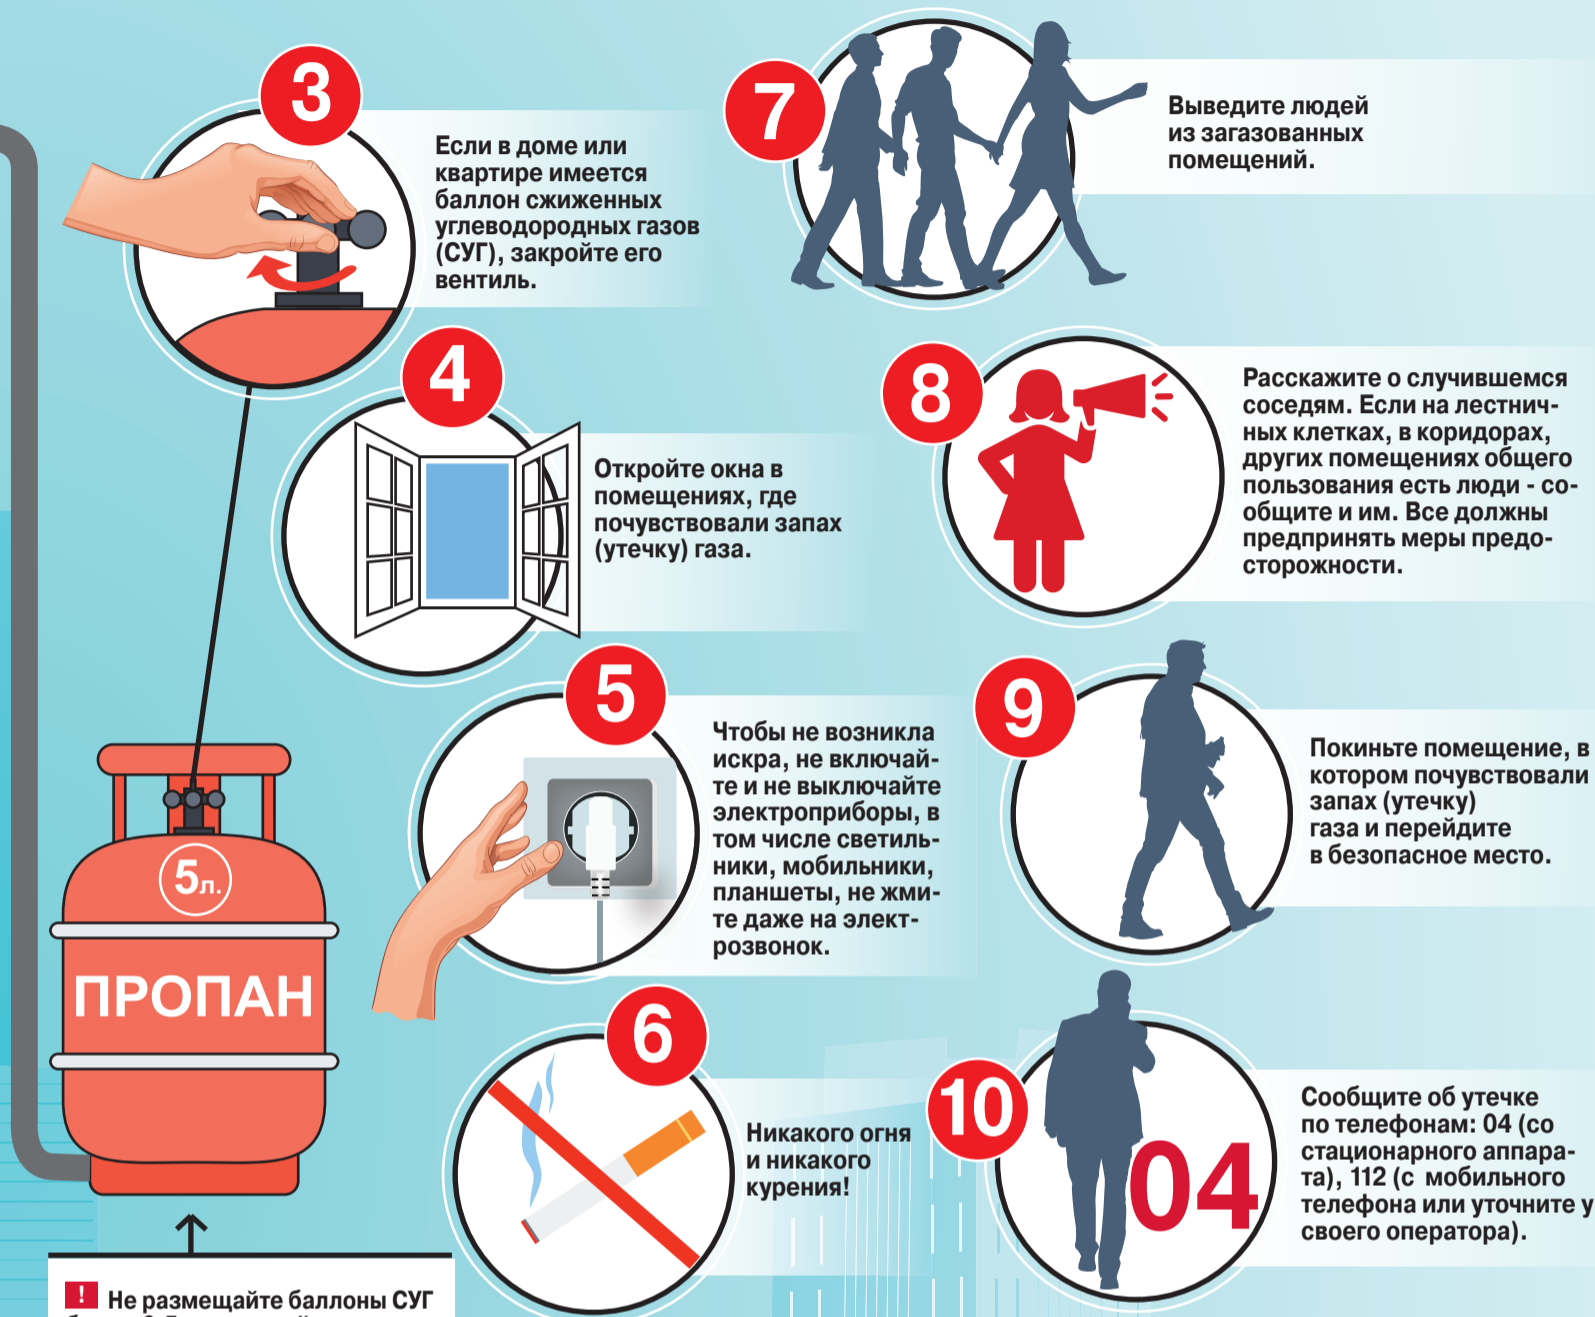 3
Если в доме или
квартире имеется
баллон сжиженных
углеводородных газов
(СУГ), закройте его
вентиль.
4
Откройте окна в
помещениях, где
почувствовали запах
(утечку) газа.
5
Чтобы не возникла
искра, не включай-
те и не выключайте
электроприборы, в
том числе светиль-
ники, мобильники,
планшеты, не жми-
те даже на элект-
розвонок.
6
Никакого огня
и никакого
курения!
5л.
ПРОПАН
! Не размещайте баллоны СУГ
7
Выведите людей
из загазованных
помещений.
8
Расскажите о случившемся
соседям. Если на лестнич-
ных клетках, в коридорах,
других помещениях общего
пользования есть люди - со-
общите и им. Все должны
предпринять меры предо-
сторожности.
9
Покиньте помещение, в
котором почувствовали
запах (утечку)
газа и перейдите
в безопасное место.
10
04
Сообщите об утечке
по телефонам: 04 (со
стационарного аппара-
та), 112 (с мобильного
телефона или уточните у
своего оператора).